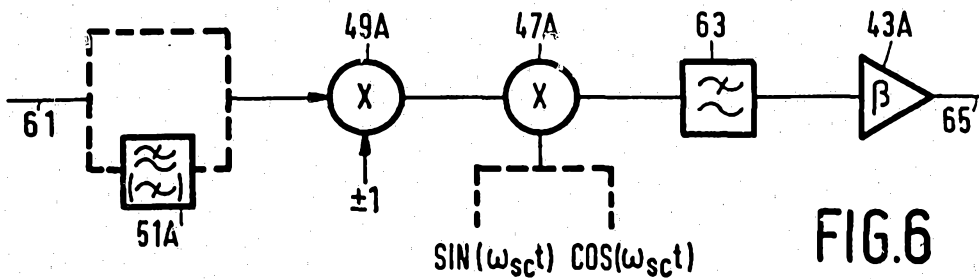 49A 47A 63 43A
61 X X β 65
51A ±1
SIN(ωsct) COS(ωsct)
FIG.6